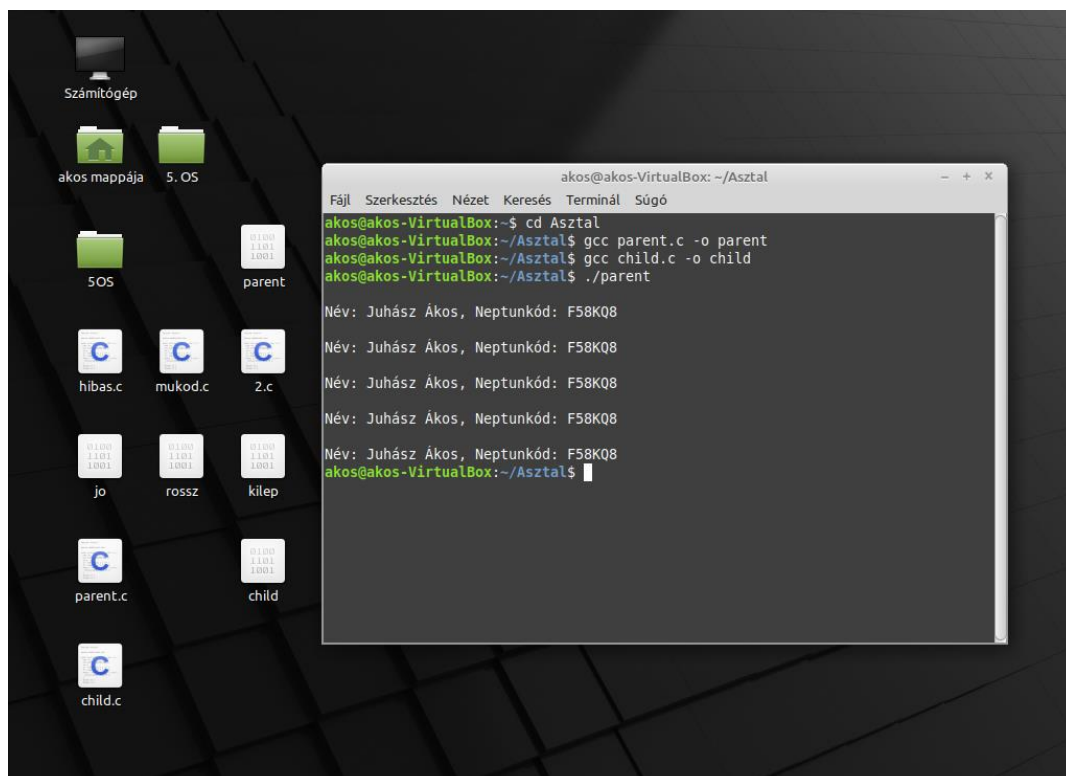 Számítógép
akos mappája
5. OS
5OS
parent
hibas.c
mukod.c
2.c
jo
rossz
kilep
parent.c
child
child.c
akos@akos-VirtualBox: ~/Asztal
Fájl Szerkesztés Nézet Keresés Terminál Súgó
akos@akos-VirtualBox:~$ cd Asztal
akos@akos-VirtualBox:~/Asztal$ gcc parent.c -o parent
akos@akos-VirtualBox:~/Asztal$ gcc child.c -o child
akos@akos-VirtualBox:~/Asztal$ ./parent
Név: Juhász Ákos, Neptunkód: F58KQ8
Név: Juhász Ákos, Neptunkód: F58KQ8
Név: Juhász Ákos, Neptunkód: F58KQ8
Név: Juhász Ákos, Neptunkód: F58KQ8
Név: Juhász Ákos, Neptunkód: F58KQ8
akos@akos-VirtualBox:~/Asztal$